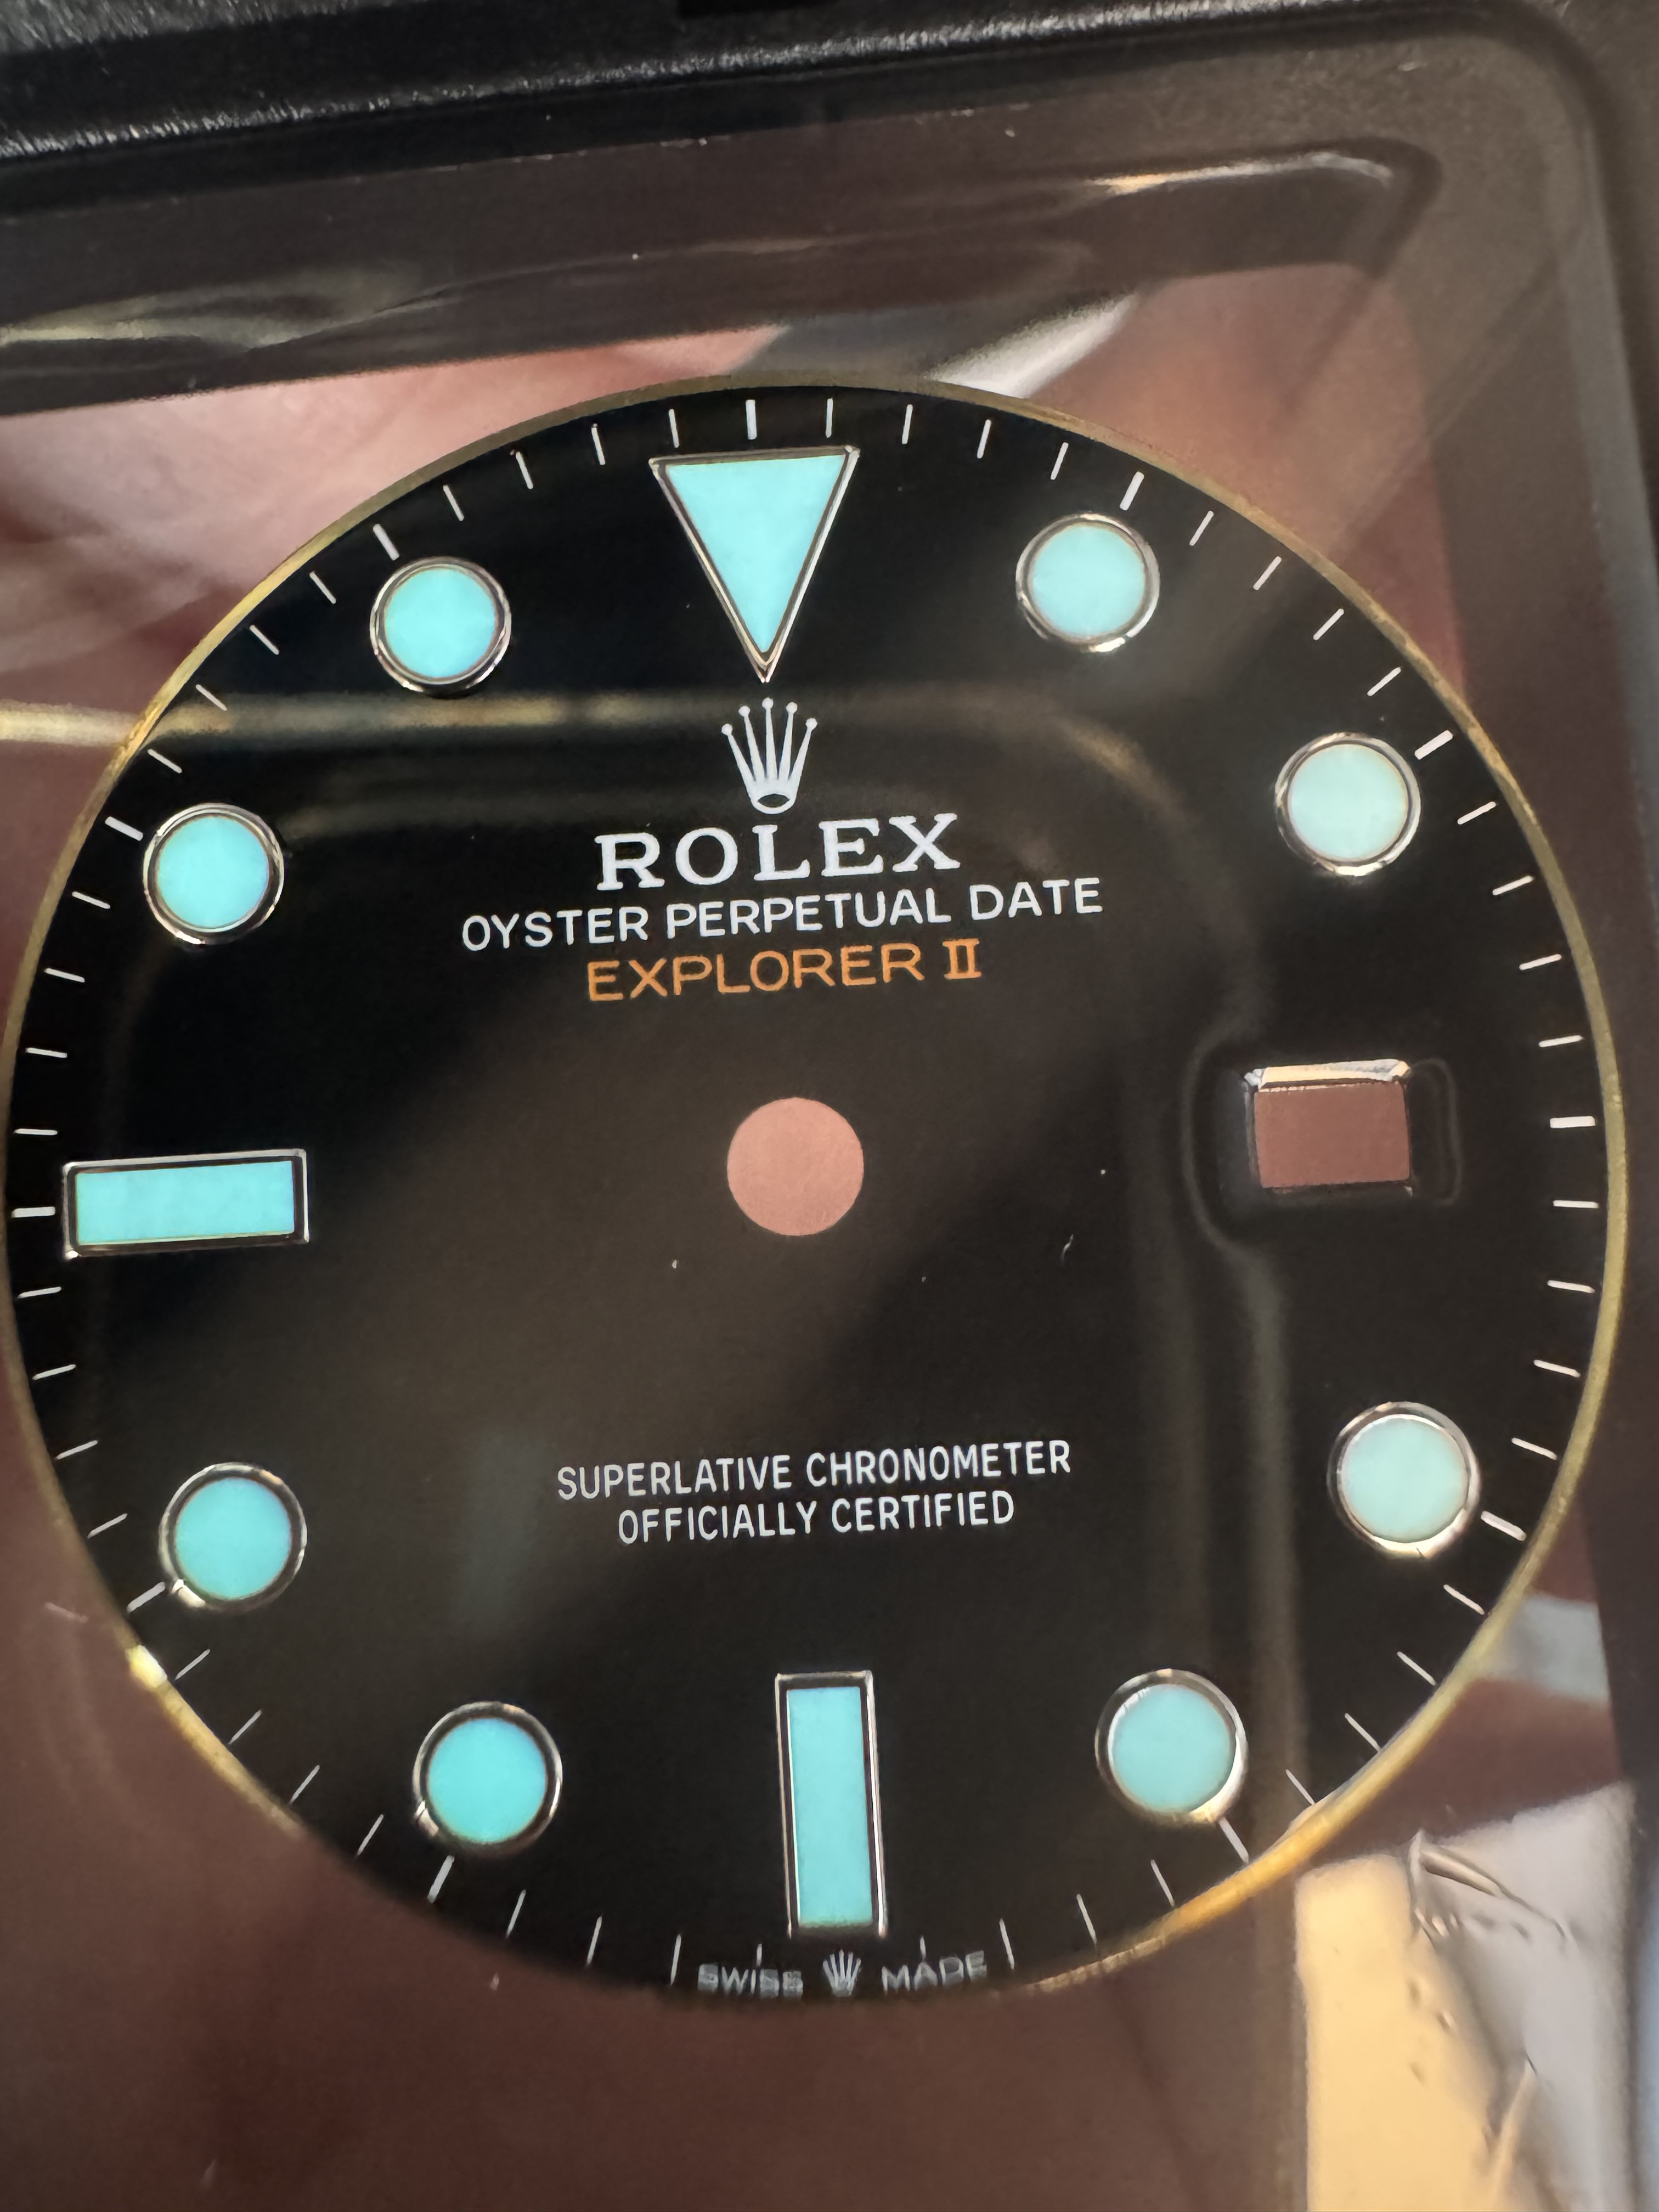 ROLEX
OYSTER PERPETUAL DATE
EXPLORER II
SUPERLATIVE CHRONOMETER
OFFICIALLY CERTIFIED
SWISS MADE